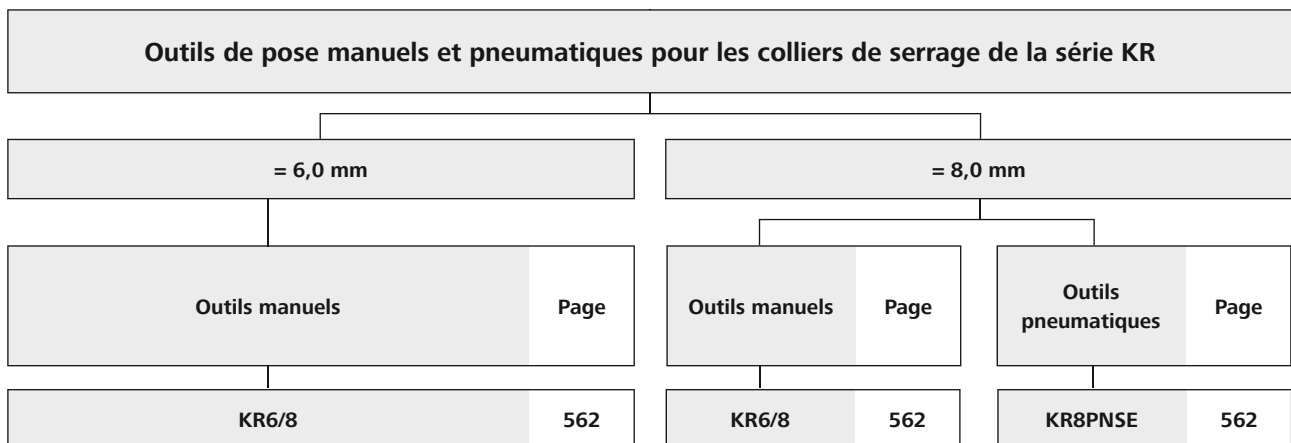 Outils de pose manuels et pneumatiques pour les colliers de serrage de la série KR
= 6,0 mm
= 8,0 mm
Outils manuels
Page
Outils manuels
Page
Outils
pneumatiques
Page
KR6/8
562
KR6/8
562
KR8PNSE
562